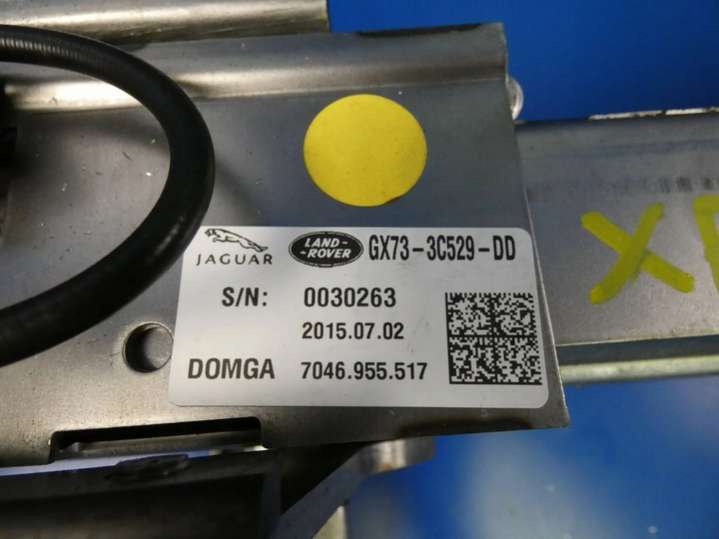 JAGUAR LAND-ROVER GX73-3C529-DD
S/N: 0030263
2015.07.02
DOMGA 7046.955.517